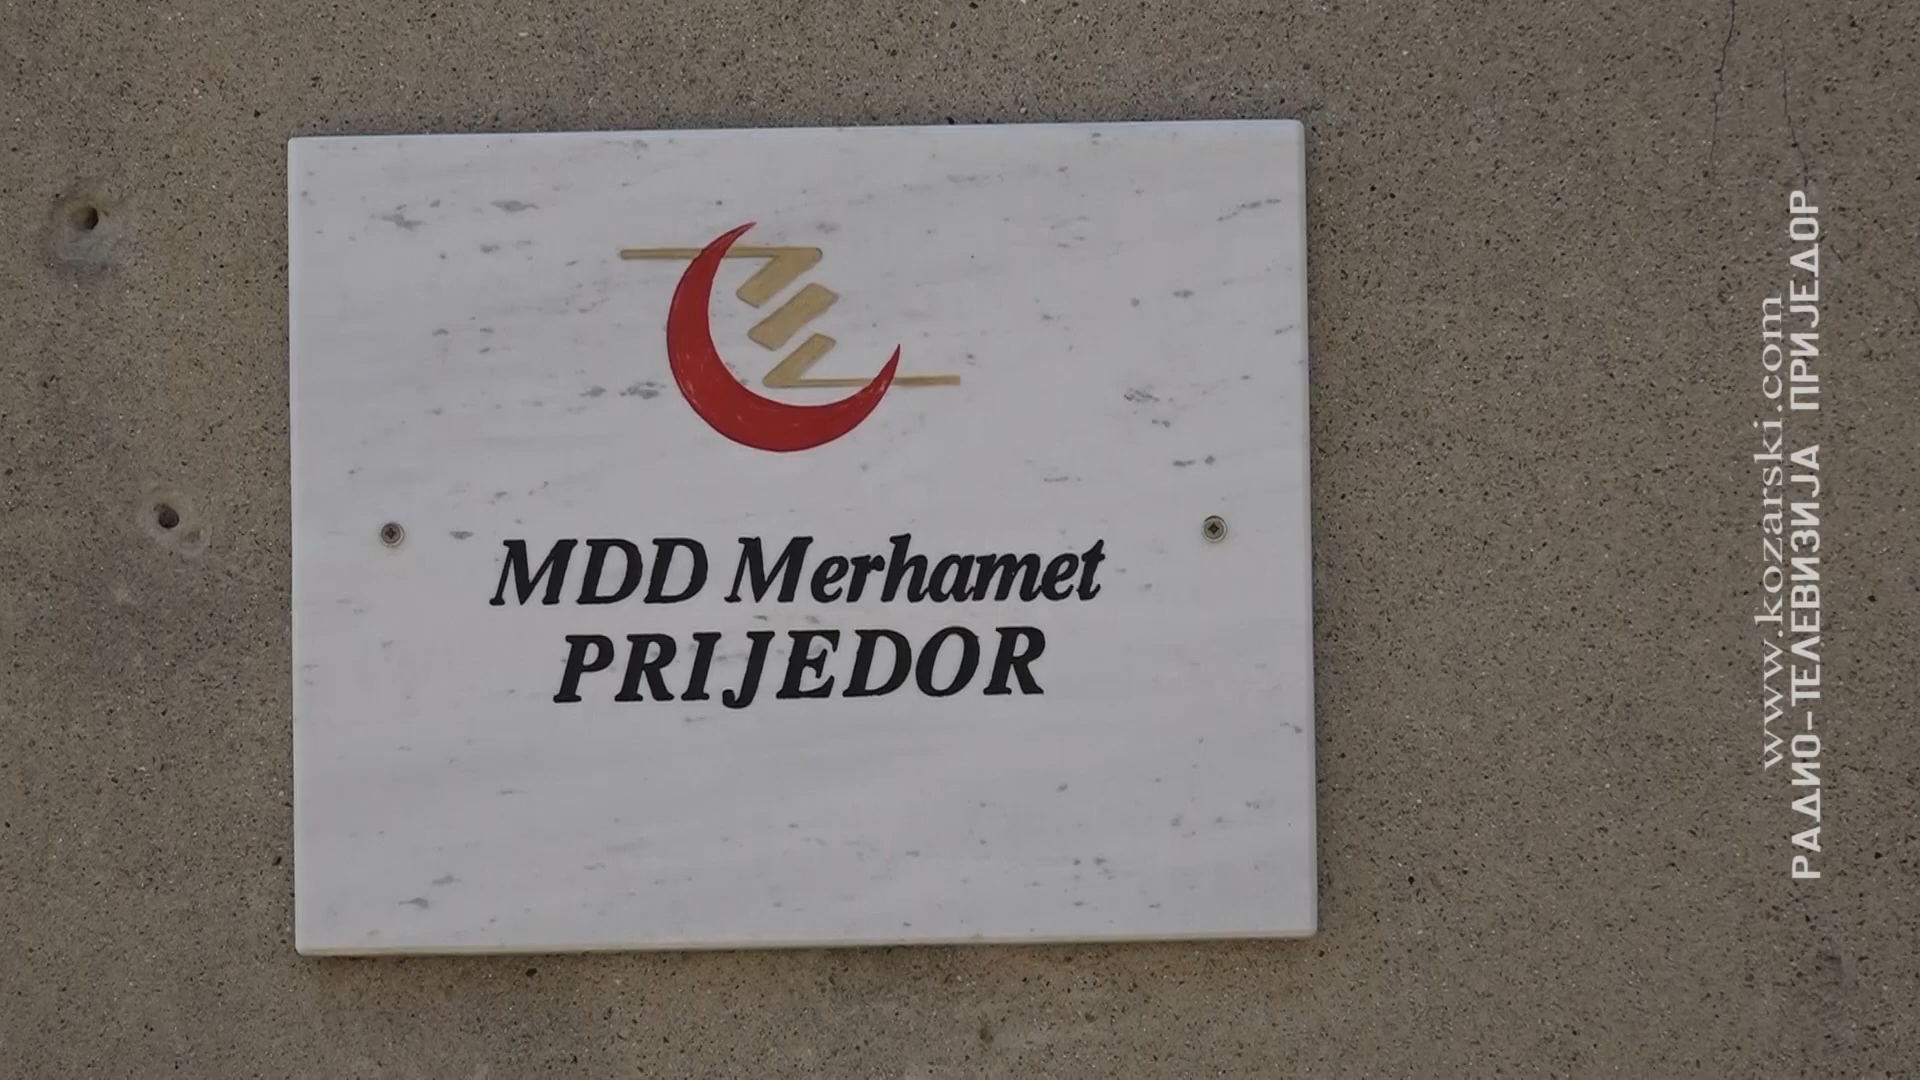 MDD Merhamet
PRIJEDOR
www.kozarski.com
РАДИО-ТЕЛЕВИЗИЈА ПРИЈЕДОР